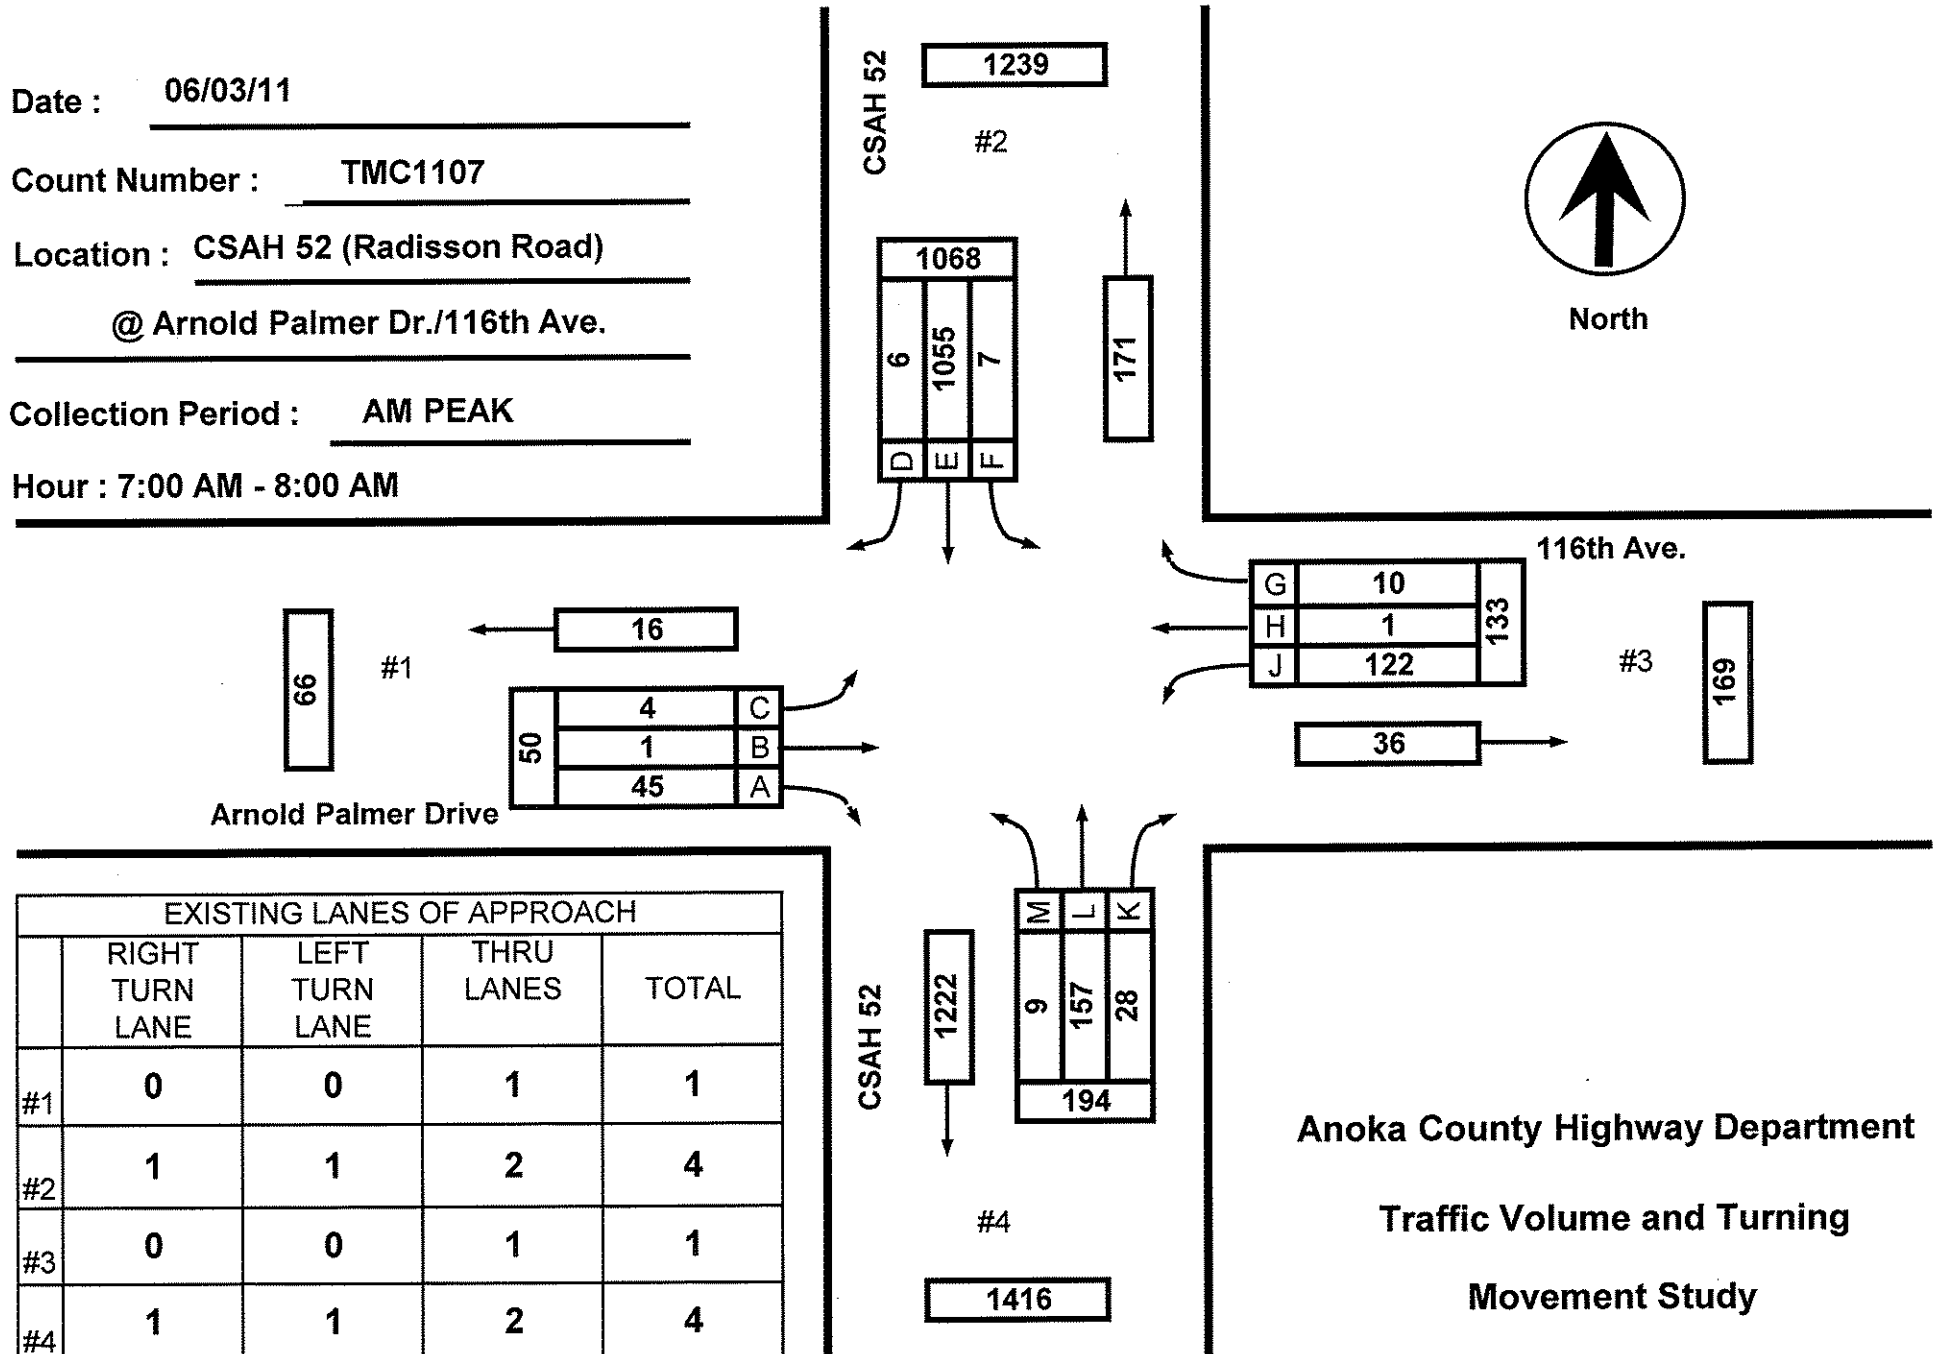 Date : 06/03/11
Count Number : TMC1107
Location : CSAH 52 (Radisson Road)
@ Arnold Palmer Dr./116th Ave.
Collection Period : AM PEAK
Hour : 7:00 AM - 8:00 AM
CSAH 52
1239
#2
1068
6 1055 7
D E F
171
North
116th Ave.
G 10
H 1
J 122
133
#3
169
36
16
#1
66
50
4 C
1 B
45 A
Arnold Palmer Drive
M L K
9 157 28
194
1222
CSAH 52
#4
1416
EXISTING LANES OF APPROACH
RIGHT TURN LANE
LEFT TURN LANE
THRU LANES
TOTAL
#1 0 0 1 1
#2 1 1 2 4
#3 0 0 1 1
#4 1 1 2 4
Anoka County Highway Department
Traffic Volume and Turning
Movement Study